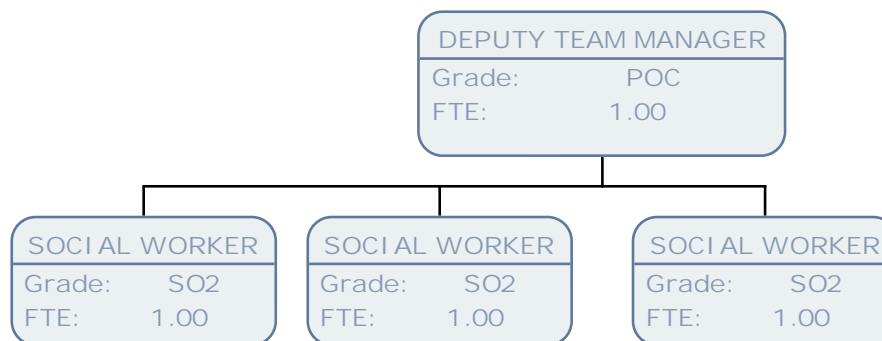 DEPUTY TEAM MANAGER
Grade: POC
FTE: 1.00
SOCIAL WORKER
Grade: SO2
FTE: 1.00
SOCIAL WORKER
Grade: SO2
FTE: 1.00
SOCIAL WORKER
Grade: SO2
FTE: 1.00